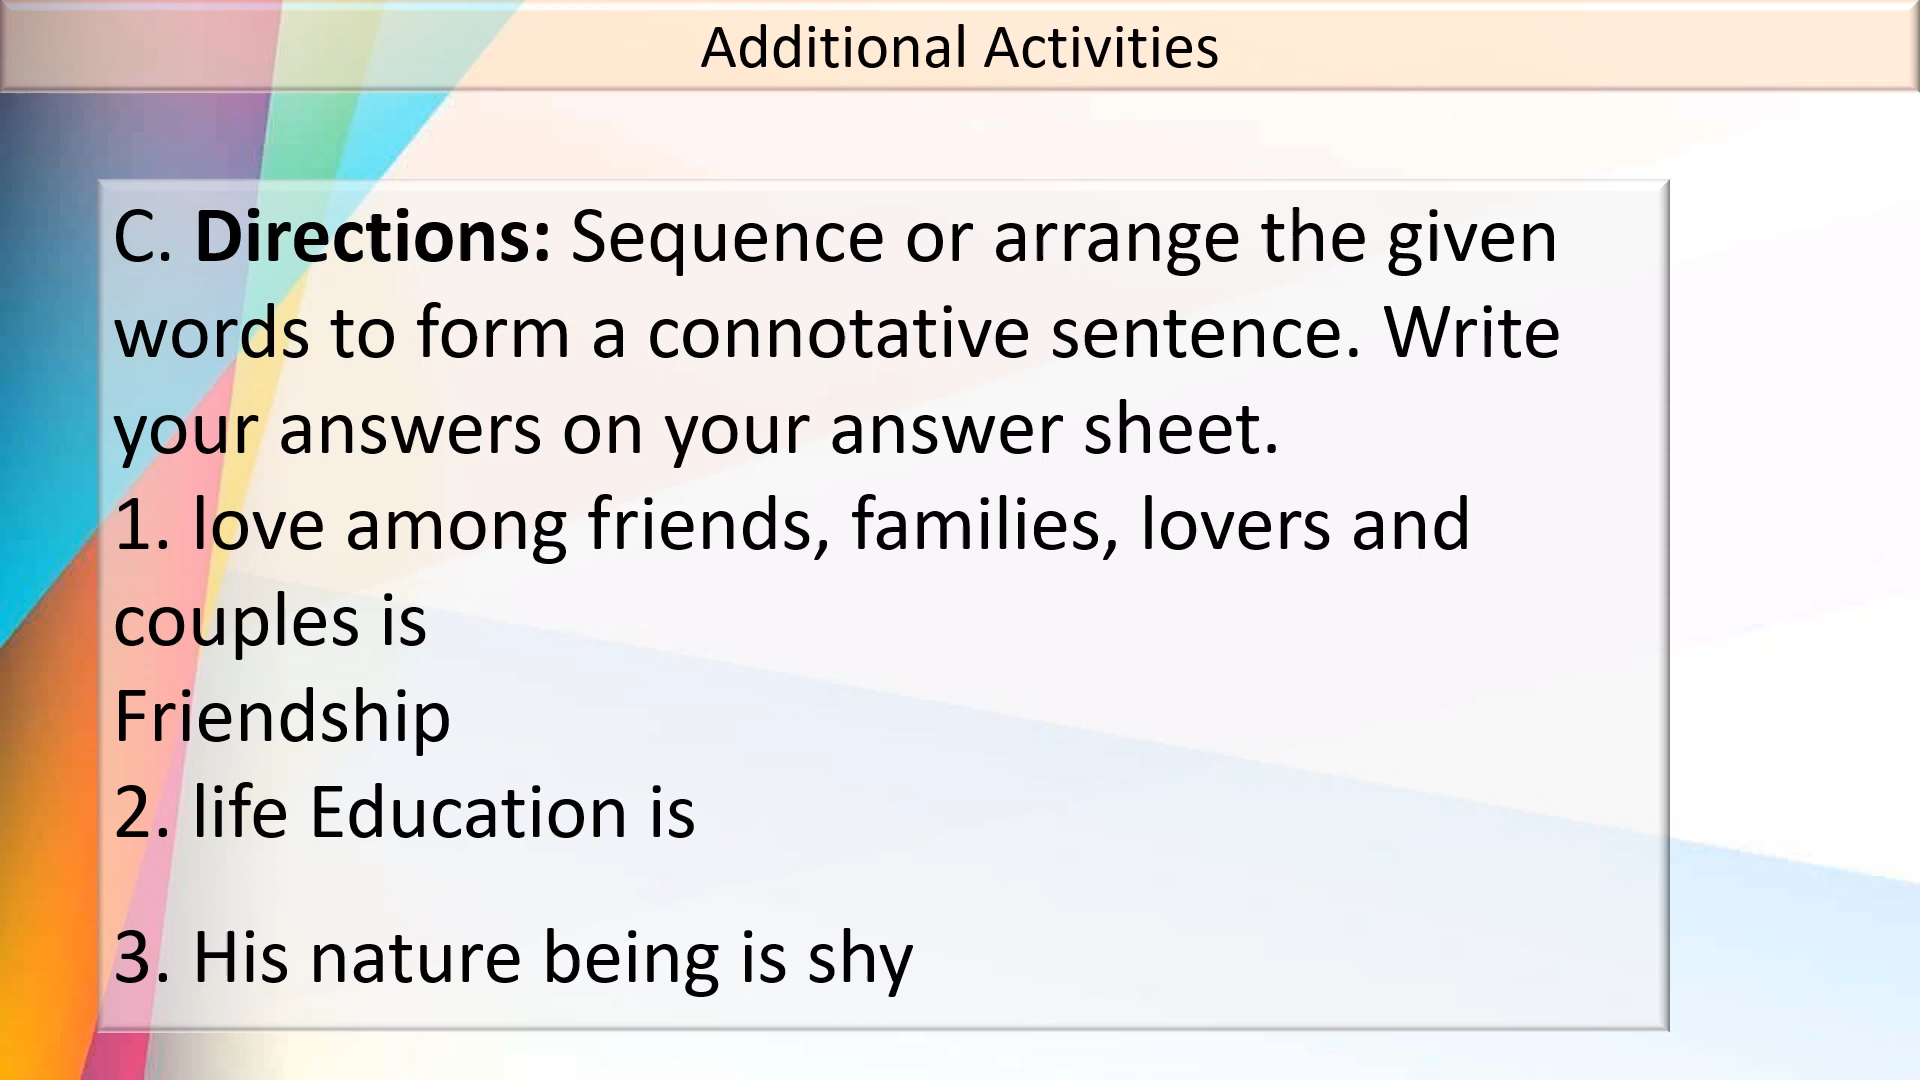 Additional Activities
C. Directions: Sequence or arrange the given
words to form a connotative sentence. Write
your answers on your answer sheet.
1. love among friends, families, lovers and
couples is
Friendship
2. life Education is
3. His nature being is shy